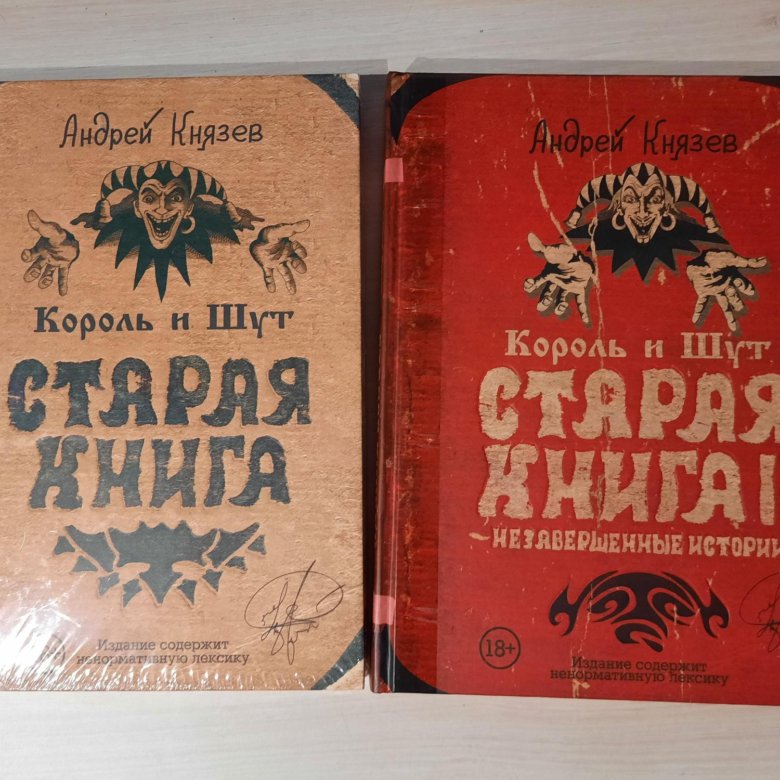 Андрей Князев
Король и Шут
СТАРАЯ
КНИГА
Издание содержит
ненормативную лексику
Андрей Князев
Король и Шут
СТАРАЯ
КНИГА I
НЕЗАВЕРШЕННЫЕ ИСТОРИИ
18+
Издание содержит
ненормативную лексику